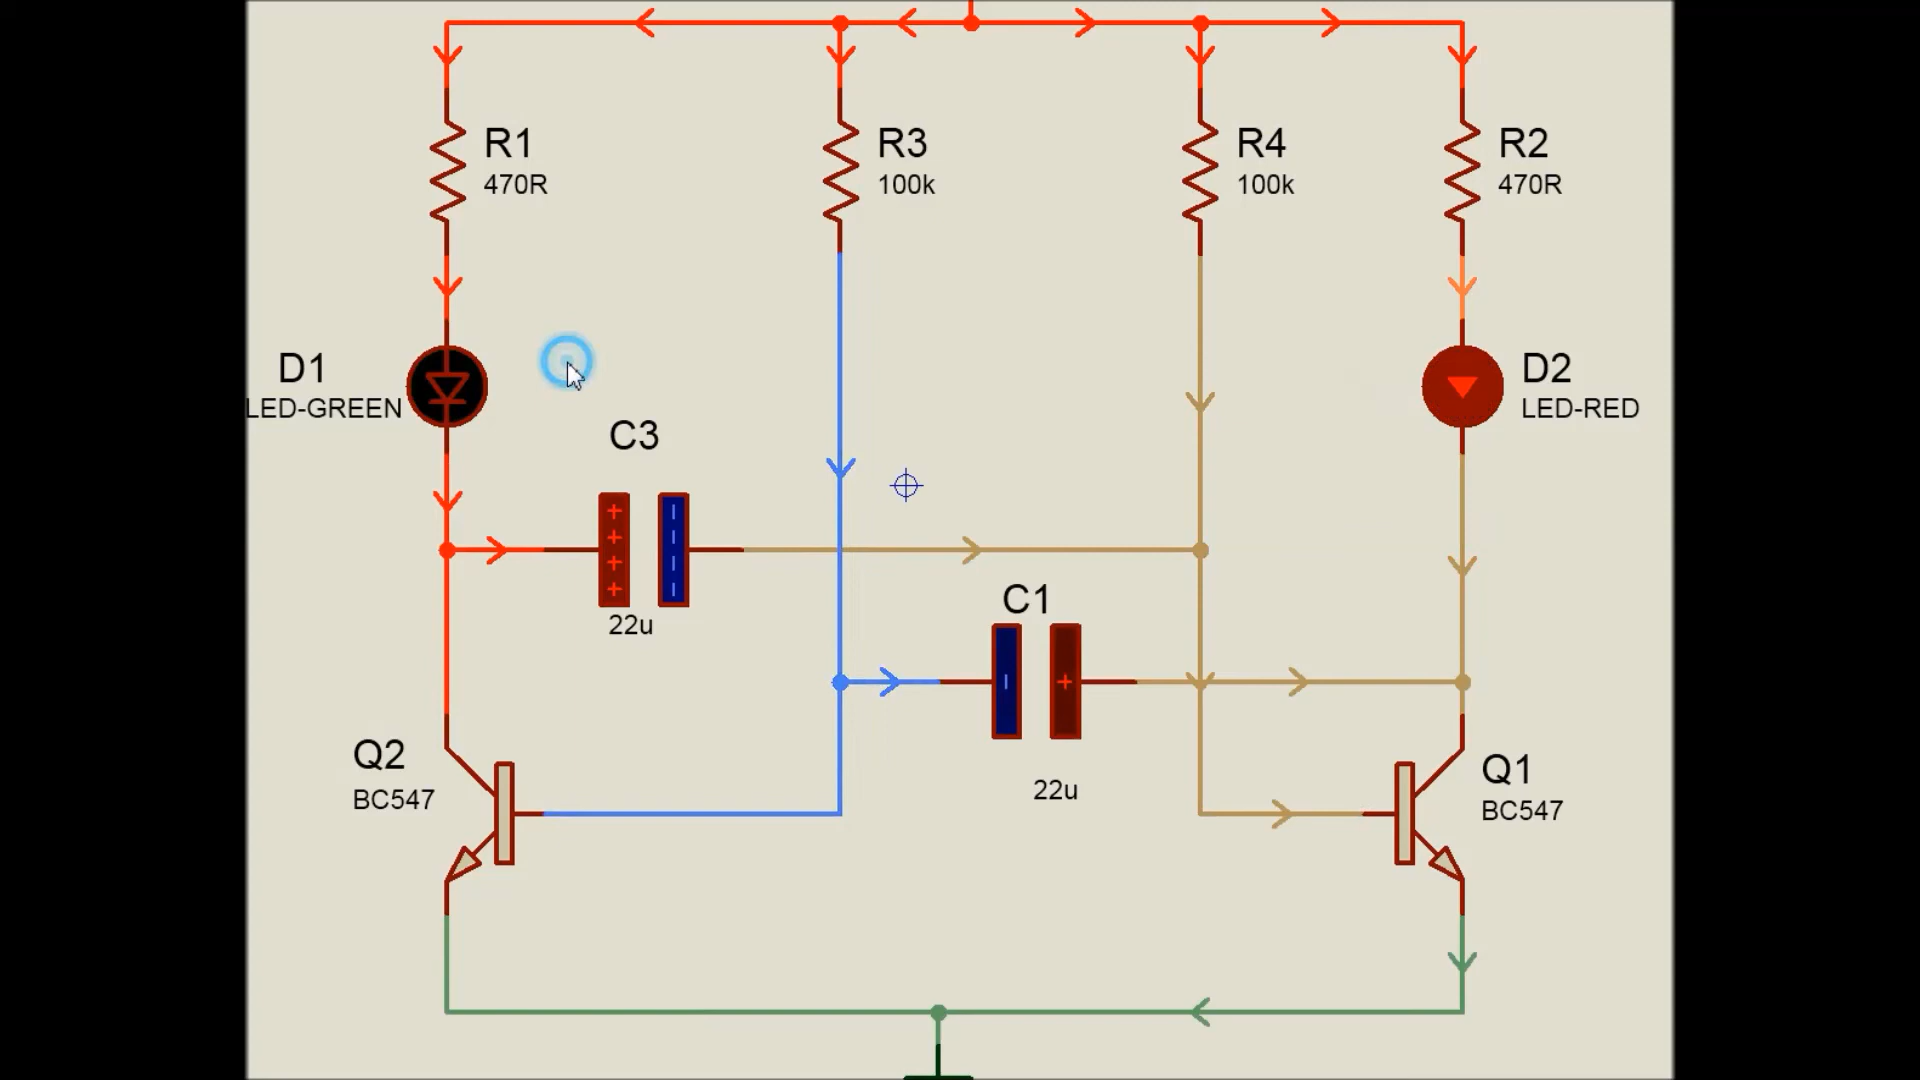 R1
470R
R3
100k
R4
100k
R2
470R
D1
LED-GREEN
D2
LED-RED
C3
22u
C1
22u
Q2
BC547
Q1
BC547